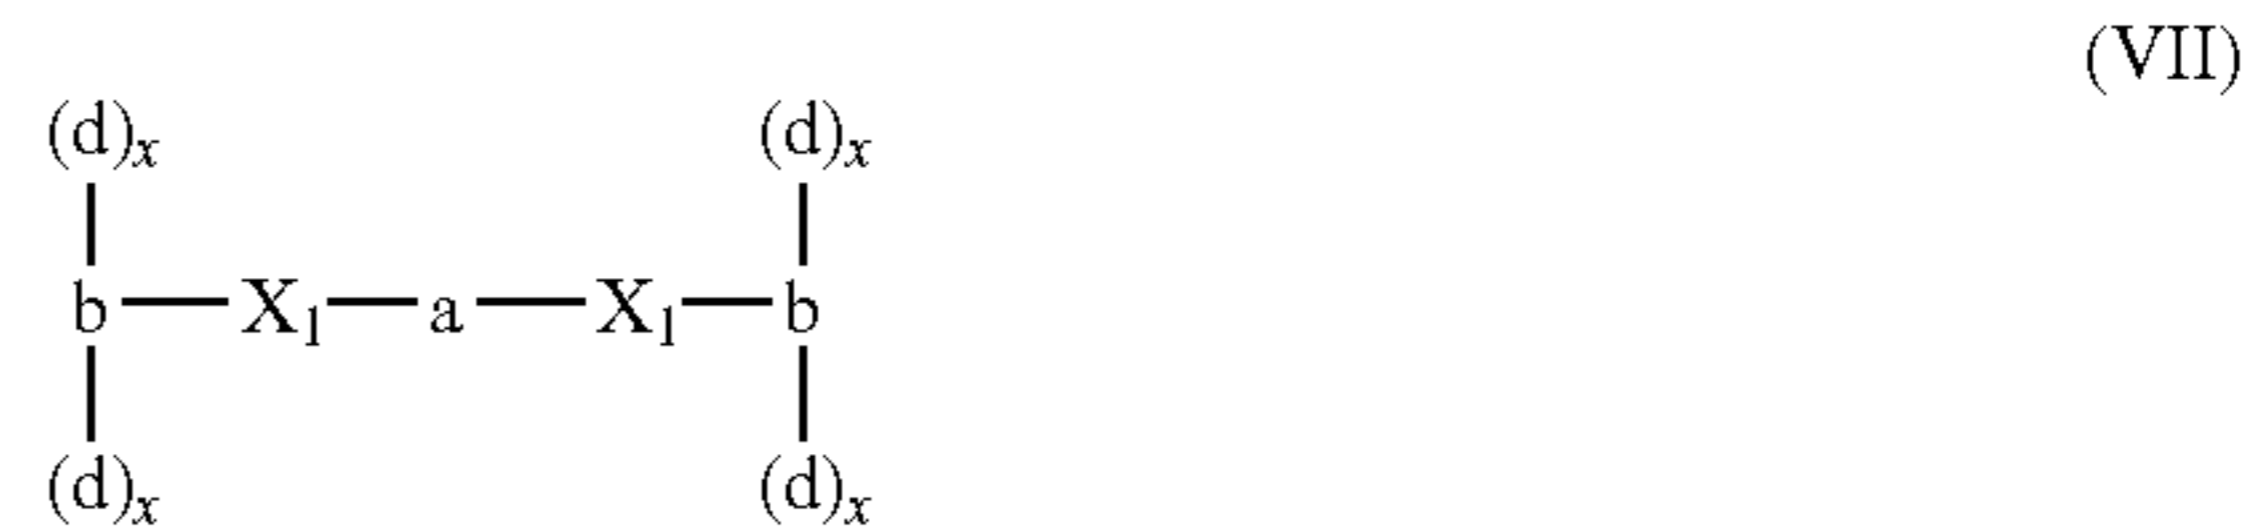 (VII)
(d)x (d)x
b—X1—a—X1—b
(d)x (d)x